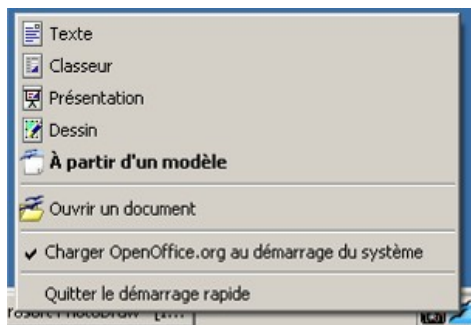 Texte
Classeur
Présentation
Dessin
À partir d'un modèle
Ouvrir un document
Charger OpenOffice.org au démarrage du système
Quitter le démarrage rapide